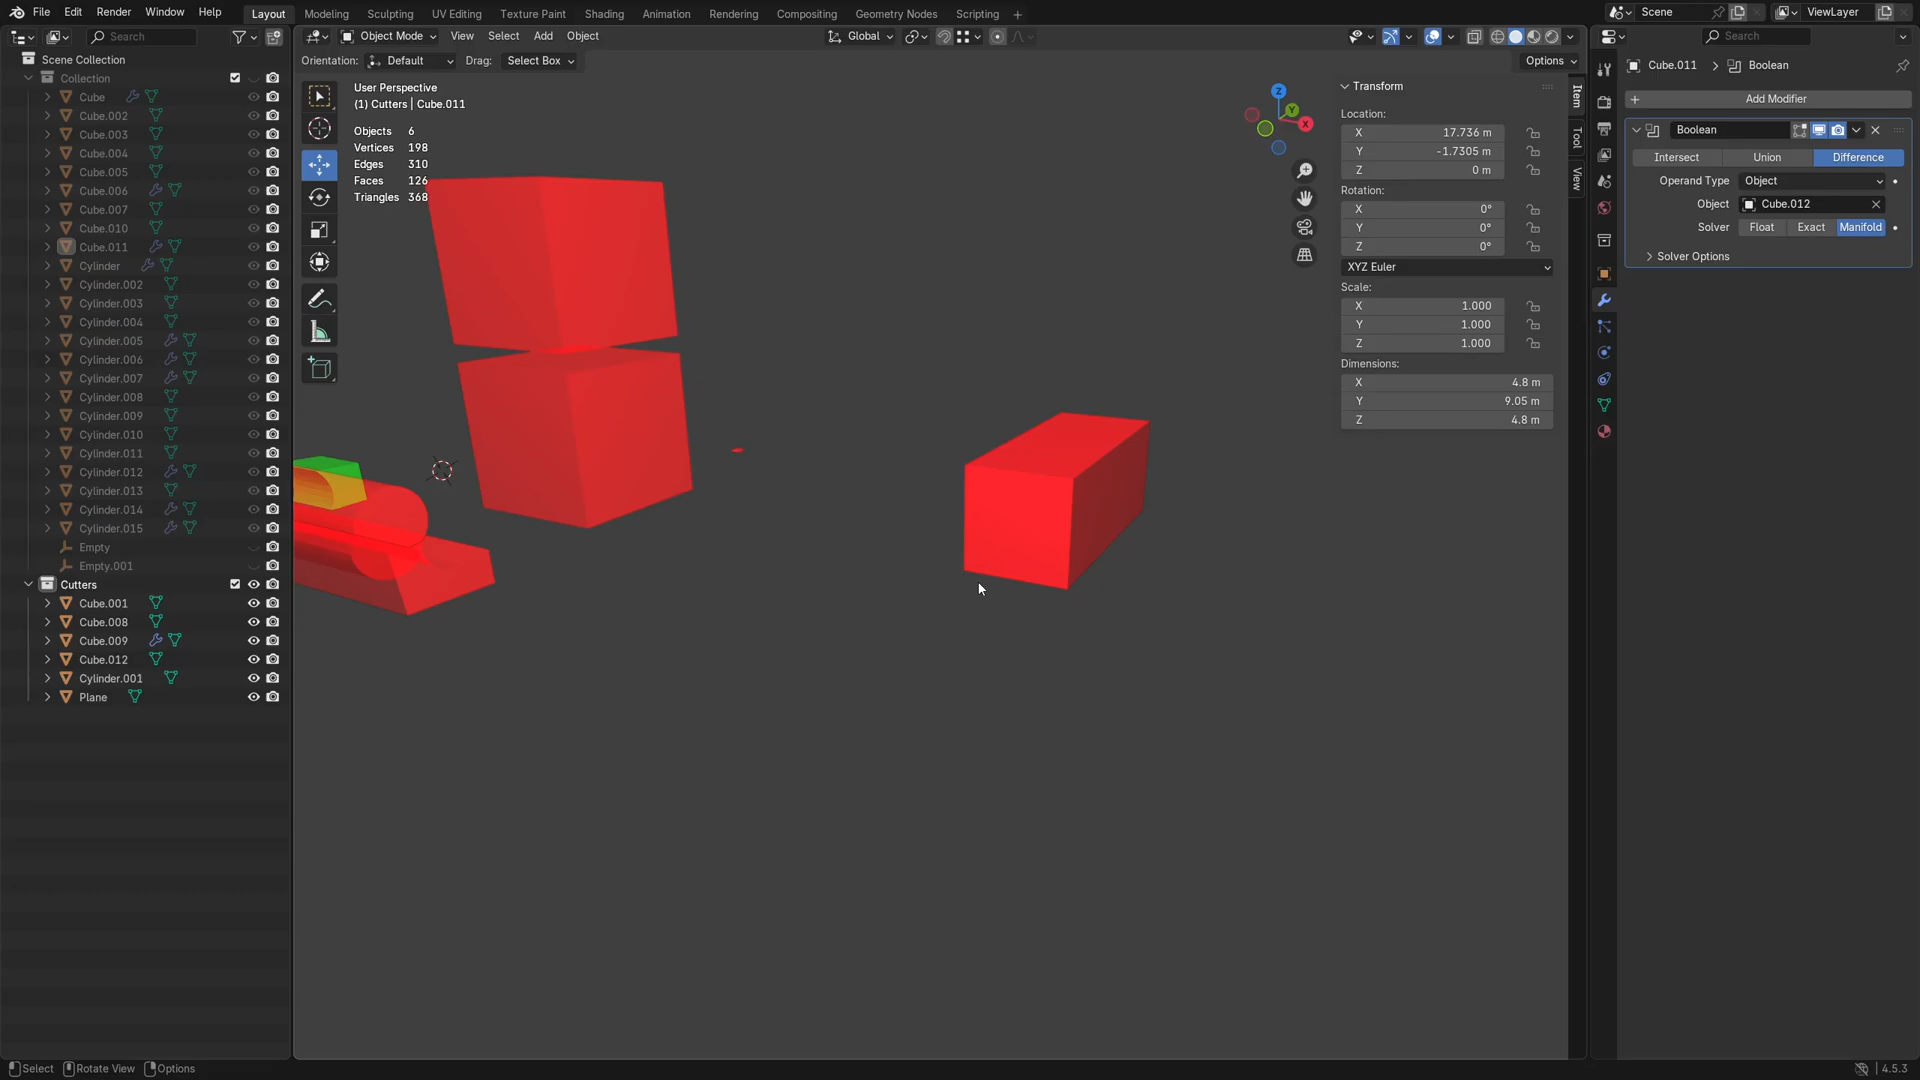 File Edit Render Window Help Layout Modeling Sculpting UV Editing Texture Paint Shading Animation Rendering Compositing Geometry Nodes Scripting + Scene ViewLayer
Search Object Mode View Select Add Object Global Search
Orientation: Default Drag: Select Box Options
Scene Collection
Collection
Cube
Cube.002
Cube.003
Cube.004
Cube.005
Cube.006
Cube.007
Cube.010
Cube.011
Cylinder
Cylinder.002
Cylinder.003
Cylinder.004
Cylinder.005
Cylinder.006
Cylinder.007
Cylinder.008
Cylinder.009
Cylinder.010
Cylinder.011
Cylinder.012
Cylinder.013
Cylinder.014
Cylinder.015
Empty
Empty.001
Cutters
Cube.001
Cube.008
Cube.009
Cube.012
Cylinder.001
Plane
User Perspective
(1) Cutters | Cube.011
Objects 6
Vertices 198
Edges 310
Faces 126
Triangles 368
Z
Y
X
Transform
Location:
X 17.736 m
Y -1.7305 m
Z 0 m
Rotation:
X 0°
Y 0°
Z 0°
XYZ Euler
Scale:
X 1.000
Y 1.000
Z 1.000
Dimensions:
X 4.8 m
Y 9.05 m
Z 4.8 m
Item
Tool
View
Cube.011 > Boolean
+ Add Modifier
Boolean
Intersect Union Difference
Operand Type Object
Object Cube.012
Solver Float Exact Manifold
Solver Options
Select Rotate View Options 4.5.3